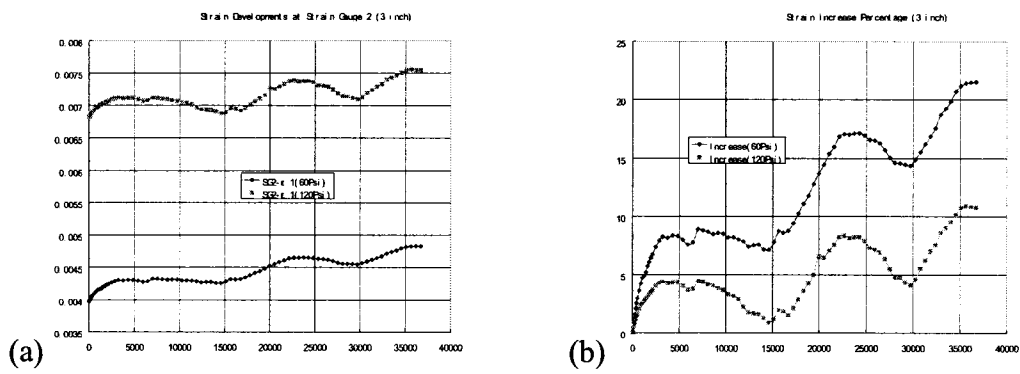 Strain Developments at Strain Gauge 2 (3 inch)
0.008
0.0075
0.007
0.0065
0.006
0.0055
0.005
0.0045
0.004
0.0035
0 5000 10000 15000 20000 25000 30000 35000 40000
(60Psi)
(120Psi)
(a)
Strain Increase Percentage (3 inch)
25
20
15
10
5
0
0 5000 10000 15000 20000 25000 30000 35000 40000
Increase(60Psi)
Increase(120Psi)
(b)